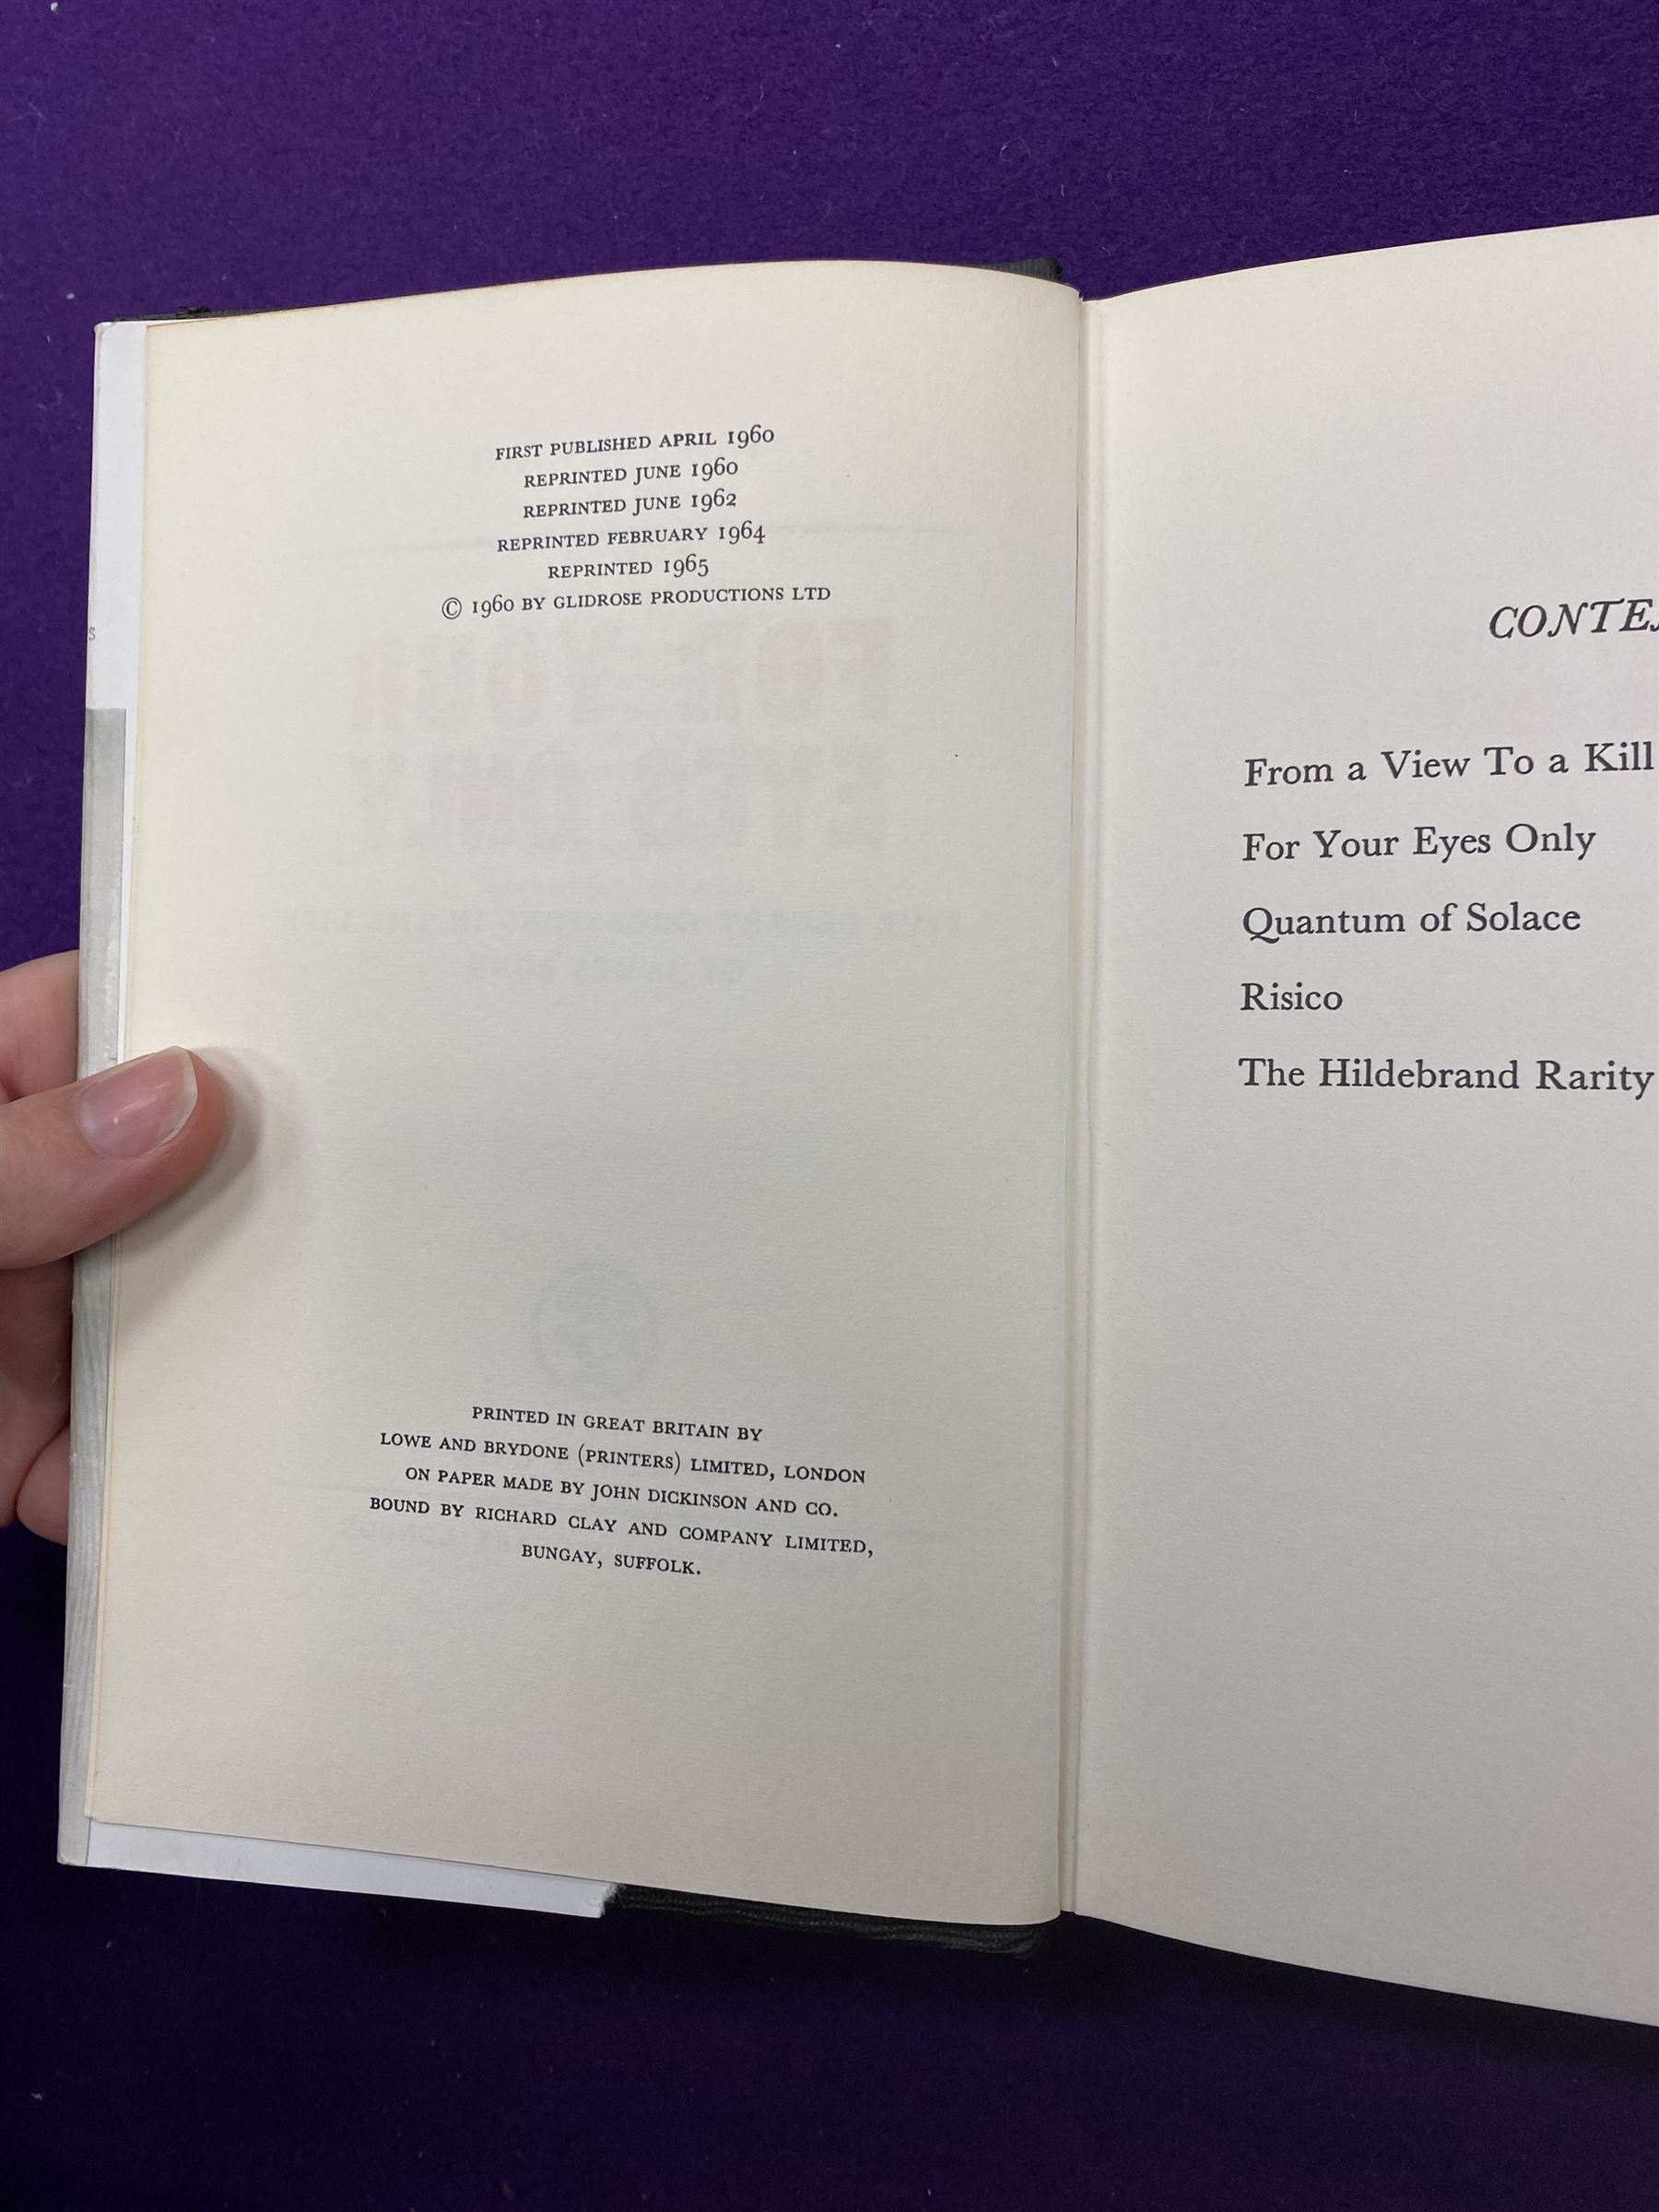 FIRST PUBLISHED APRIL 1960
REPRINTED JUNE 1960
REPRINTED JUNE 1962
REPRINTED FEBRUARY 1964
REPRINTED 1965
© 1960 BY GLIDROSE PRODUCTIONS LTD
PRINTED IN GREAT BRITAIN BY
LOWE AND BRYDONE (PRINTERS) LIMITED, LONDON
ON PAPER MADE BY JOHN DICKINSON AND CO.
BOUND BY RICHARD CLAY AND COMPANY LIMITED,
BUNGAY, SUFFOLK.
CONTE
From a View To a Kill
For Your Eyes Only
Quantum of Solace
Risico
The Hildebrand Rarity